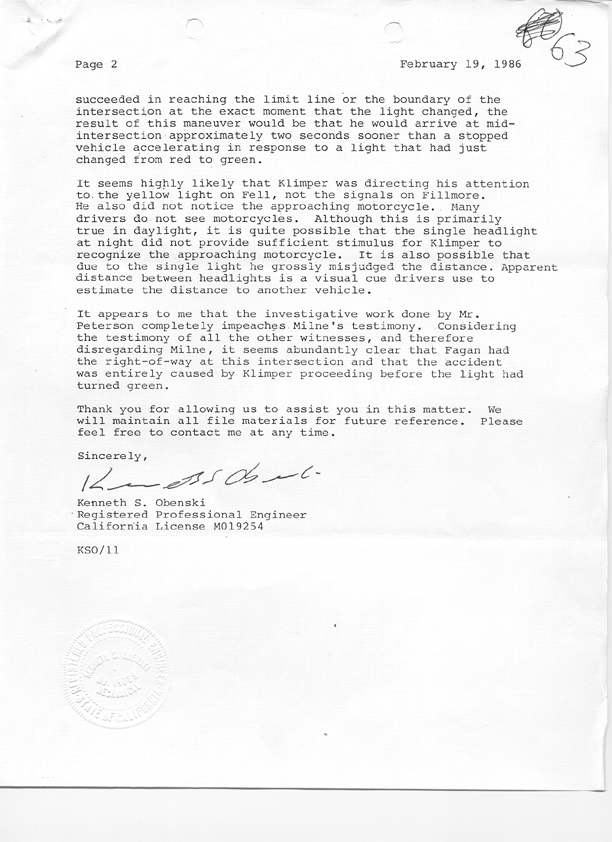 63
Page 2 February 19, 1986
succeeded in reaching the limit line or the boundary of the
intersection at the exact moment that the light changed, the
result of this maneuver would be that he would arrive at mid-
intersection approximately two seconds sooner than a stopped
vehicle accelerating in response to a light that had just
changed from red to green.
It seems highly likely that Klimper was directing his attention
to the yellow light on Fell, not the signals on Fillmore.
He also did not notice the approaching motorcycle. Many
drivers do not see motorcycles. Although this is primarily
true in daylight, it is quite possible that the single headlight
at night did not provide sufficient stimulus for Klimper to
recognize the approaching motorcycle. It is also possible that
due to the single light he grossly misjudged the distance. Apparent
distance between headlights is a visual cue drivers use to
estimate the distance to another vehicle.
It appears to me that the investigative work done by Mr.
Peterson completely impeaches Milne's testimony. Considering
the testimony of all the other witnesses, and therefore
disregarding Milne, it seems abundantly clear that Fagan had
the right-of-way at this intersection and that the accident
was entirely caused by Klimper proceeding before the light had
turned green.
Thank you for allowing us to assist you in this matter. We
will maintain all file materials for future reference. Please
feel free to contact me at any time.
Sincerely,
Kenneth S. Obenski
Kenneth S. Obenski
Registered Professional Engineer
California License M019254
KSO/11
REGISTERED PROFESSIONAL ENGINEER
MECHANICAL
STATE OF CALIFORNIA